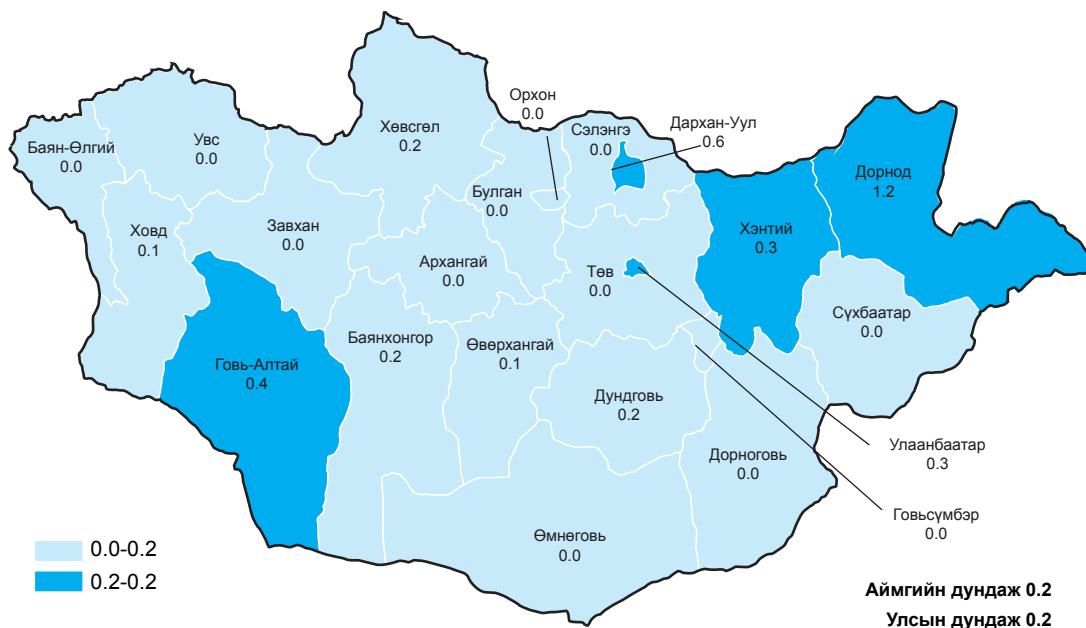 Орхон
0.0
Сэлэнгэ
0.0
Дархан-Уул
0.6
Хөвсгөл
0.2
Увс
0.0
Баян-Өлгий
0.0
Дорнод
1.2
Булган
0.0
Ховд
0.1
Завхан
0.0
Хэнтий
0.3
Архангай
0.0
Төв
0.0
Сүхбаатар
0.0
Баянхонгор
0.2
Өвөрхангай
0.1
Говь-Алтай
0.4
Дундговь
0.2
Улаанбаатар
0.3
Дорноговь
0.0
Говьсүмбэр
0.0
Өмнөговь
0.0
0.0-0.2
0.2-0.2
Аймгийн дундаж 0.2
Улсын дундаж 0.2